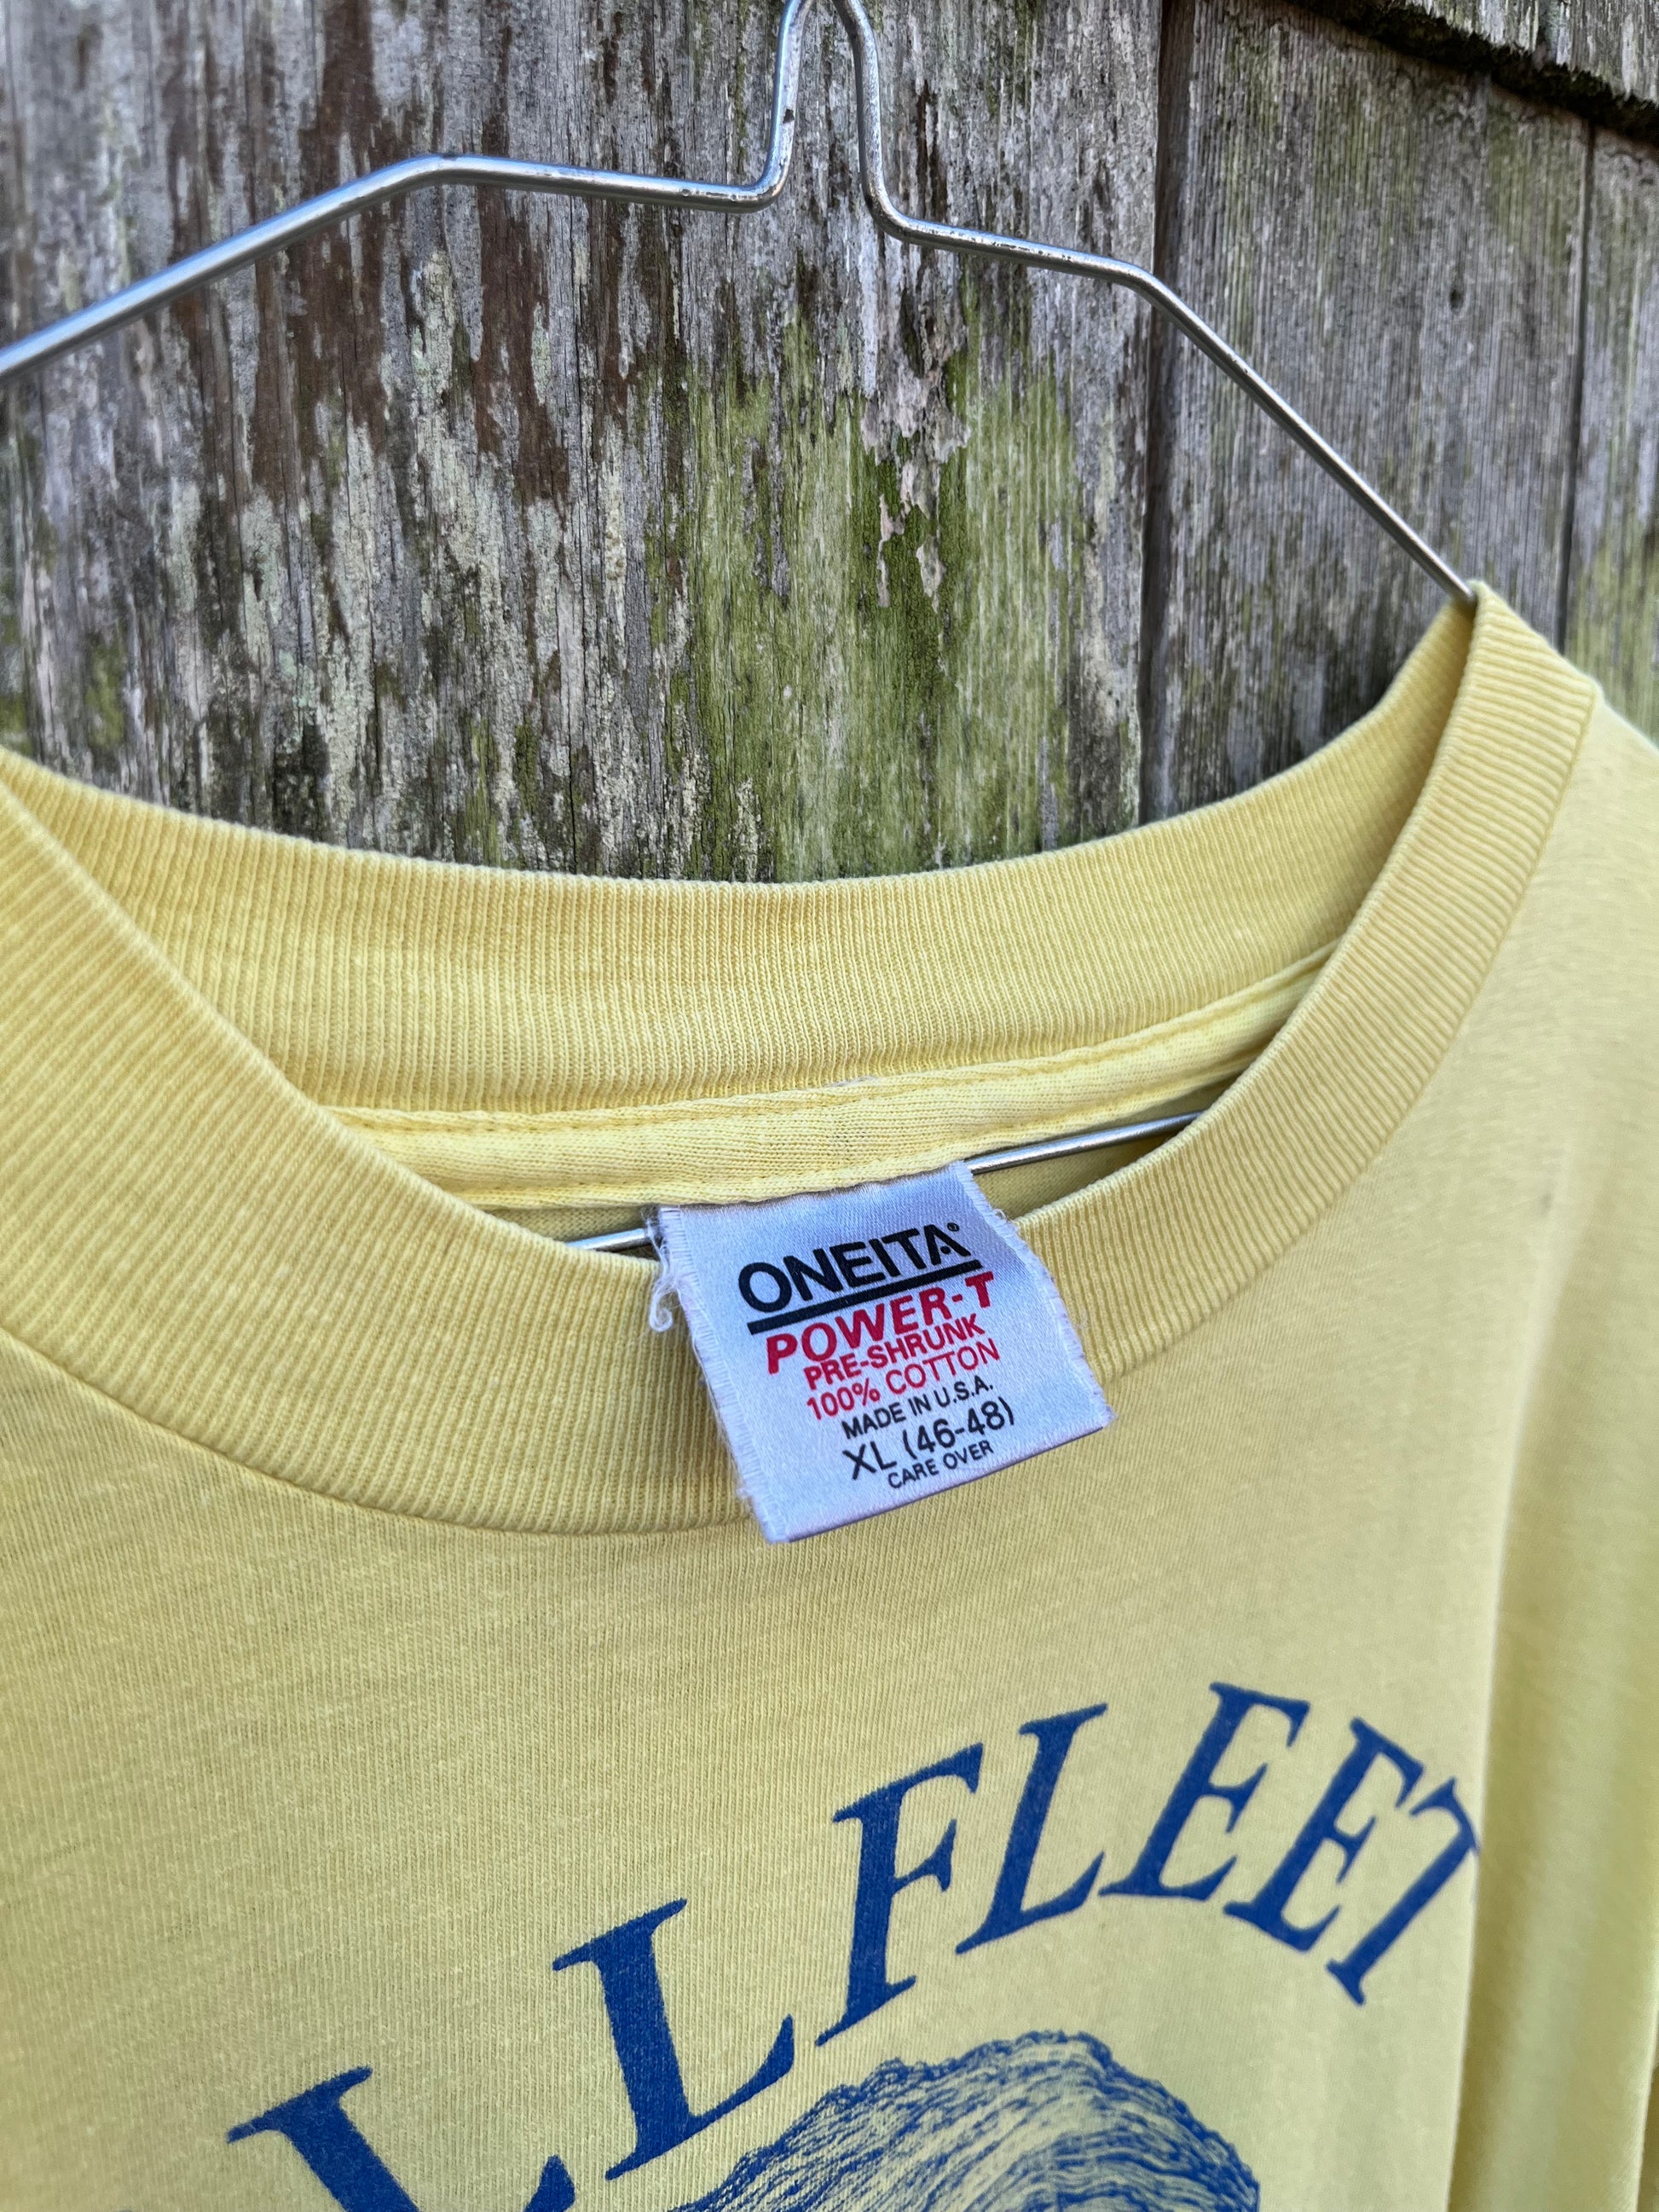 ONEITA®
POWER-T
PRE-SHRUNK
100% COTTON
MADE IN U.S.A.
XL (46-48)
CARE OVER
LLFLEET